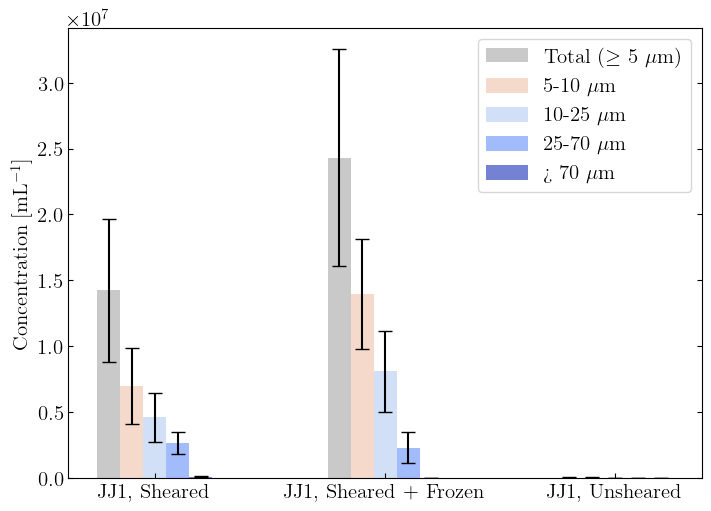 ×10⁷
Concentration [mL⁻¹]
3.0
2.5
2.0
1.5
1.0
0.5
0.0
Total (≥ 5 μm)
5-10 μm
10-25 μm
25-70 μm
¿ 70 μm
JJ1, Sheared
JJ1, Sheared + Frozen
JJ1, Unsheared